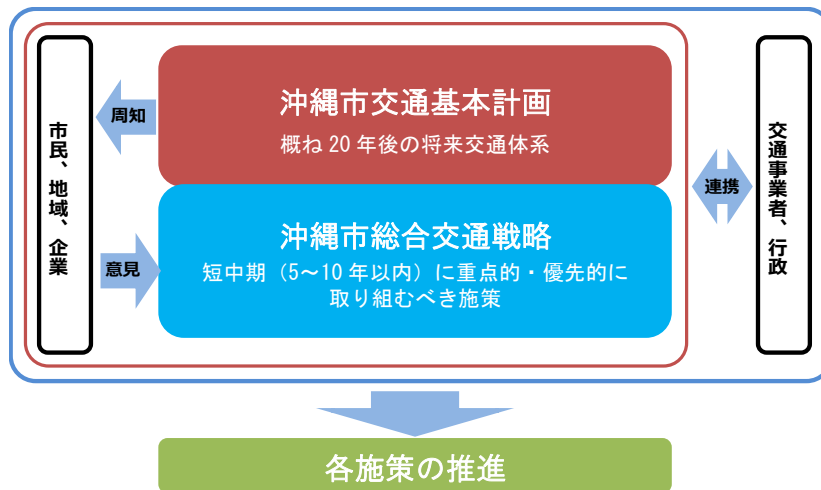 市民、地域、企業
周知
意見
沖縄市交通基本計画
概ね 20 年後の将来交通体系
沖縄市総合交通戦略
短中期（5～10 年以内）に重点的・優先的に
取り組むべき施策
連携
交通事業者、行政
各施策の推進